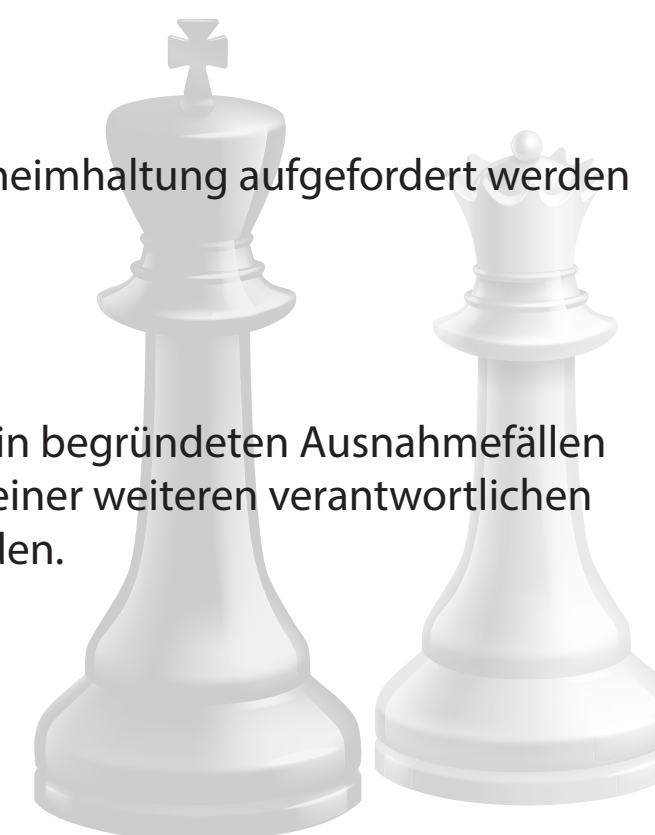 heimhaltung aufgefordert werden
in begründeten Ausnahmefällen
einer weiteren verantwortlichen
den.